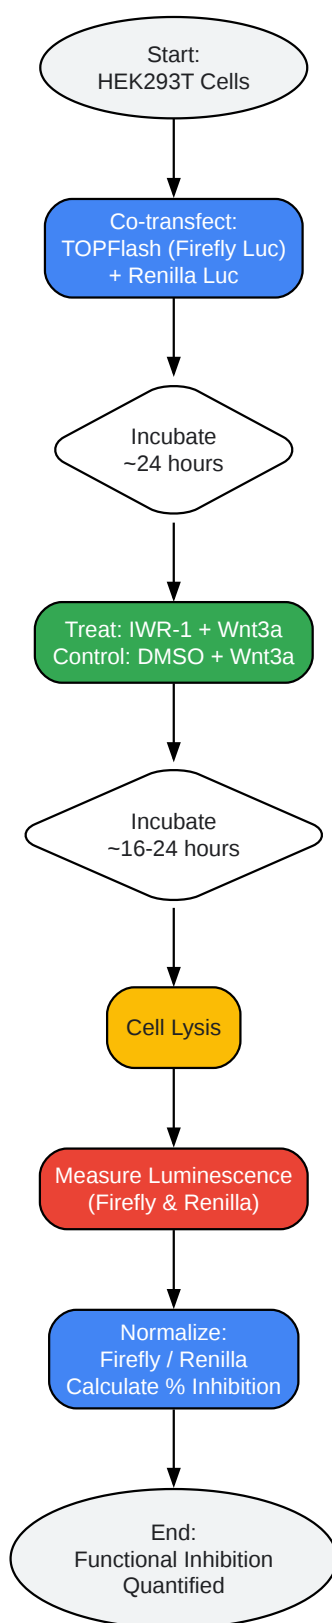 Start:
HEK293T Cells
Co-transfect:
TOPFlash (Firefly Luc)
+ Renilla Luc
Incubate
~24 hours
Treat: IWR-1 + Wnt3a
Control: DMSO + Wnt3a
Incubate
~16-24 hours
Cell Lysis
Measure Luminescence
(Firefly & Renilla)
Normalize:
Firefly / Renilla
Calculate % Inhibition
End:
Functional Inhibition
Quantified